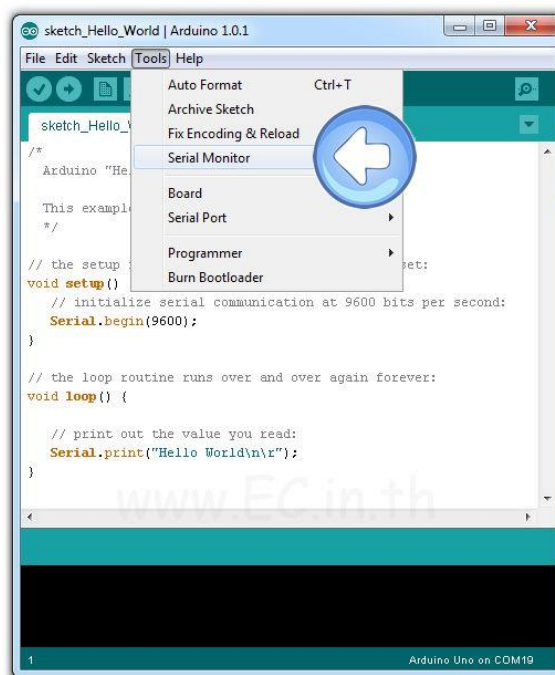 sketch_Hello_World | Arduino 1.0.1
File Edit Sketch Tools Help
Auto Format Ctrl+T
Archive Sketch
Fix Encoding & Reload
Serial Monitor
Board
Serial Port
Programmer
Burn Bootloader
sketch_Hello_
/*
Arduino "He
This exampl
*/
// the setup et:
void setup()
// initialize serial communication at 9600 bits per second:
Serial.begin(9600);
}
// the loop routine runs over and over again forever:
void loop() {
// print out the value you read:
Serial.print("Hello World\n\r");
}
www.EC.in.th
1 Arduino Uno on COM19